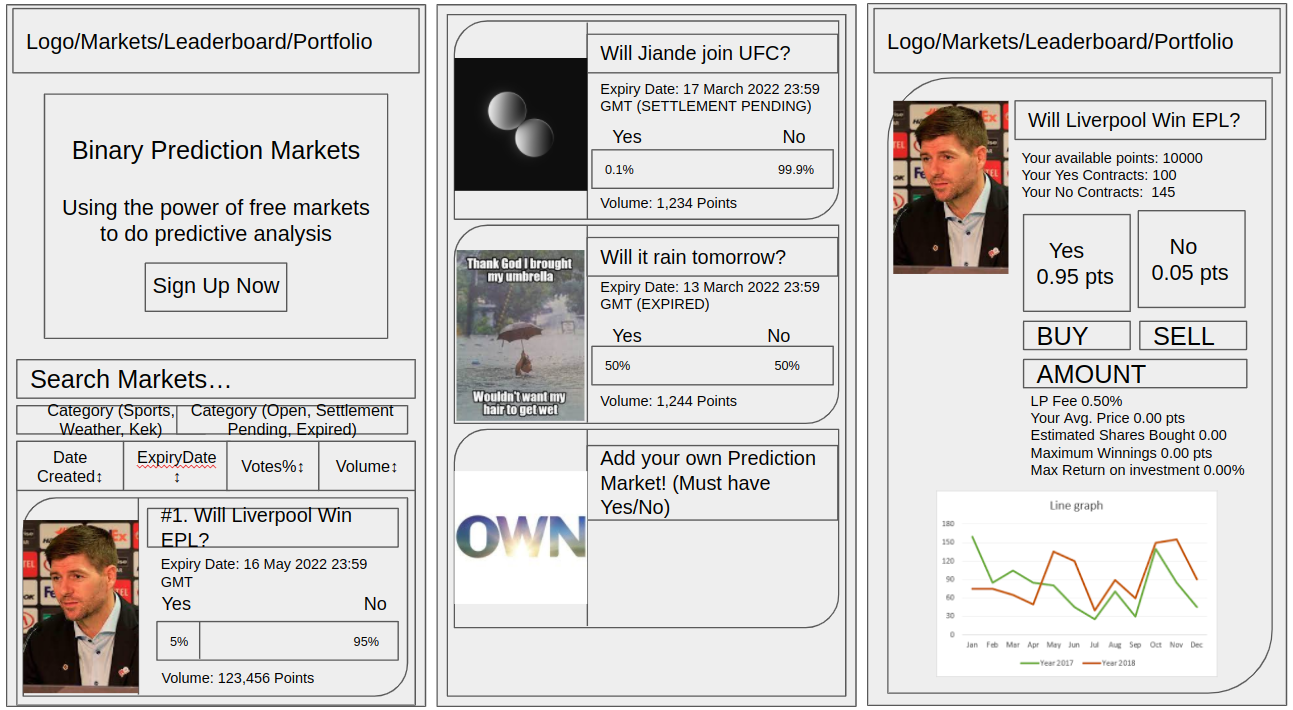 Logo/Markets/Leaderboard/Portfolio
Binary Prediction Markets
Using the power of free markets
to do predictive analysis
Sign Up Now
Search Markets…
Category (Sports,
Weather, Kek)
Category (Open, Settlement
Pending, Expired)
Date
Created↕
ExpiryDate
↕
Votes%↕
Volume↕
#1. Will Liverpool Win
EPL?
Expiry Date: 16 May 2022 23:59
GMT
Yes No
5% 95%
Volume: 123,456 Points
Will Jiande join UFC?
Expiry Date: 17 March 2022 23:59
GMT (SETTLEMENT PENDING)
Yes No
0.1% 99.9%
Volume: 1,234 Points
Thank God I brought
my umbrella
Wouldn't want my
hair to get wet
Will it rain tomorrow?
Expiry Date: 13 March 2022 23:59
GMT (EXPIRED)
Yes No
50% 50%
Volume: 1,244 Points
OWN
Add your own Prediction
Market! (Must have
Yes/No)
Logo/Markets/Leaderboard/Portfolio
Will Liverpool Win EPL?
Your available points: 10000
Your Yes Contracts: 100
Your No Contracts: 145
Yes
0.95 pts
No
0.05 pts
BUY SELL
AMOUNT
LP Fee 0.50%
Your Avg. Price 0.00 pts
Estimated Shares Bought 0.00
Maximum Winnings 0.00 pts
Max Return on investment 0.00%
Line graph
180
150
120
90
60
30
0
Jan Feb Mar Apr May Jun Jul Aug Sep Oct Nov Dec
Year 2017 Year 2018